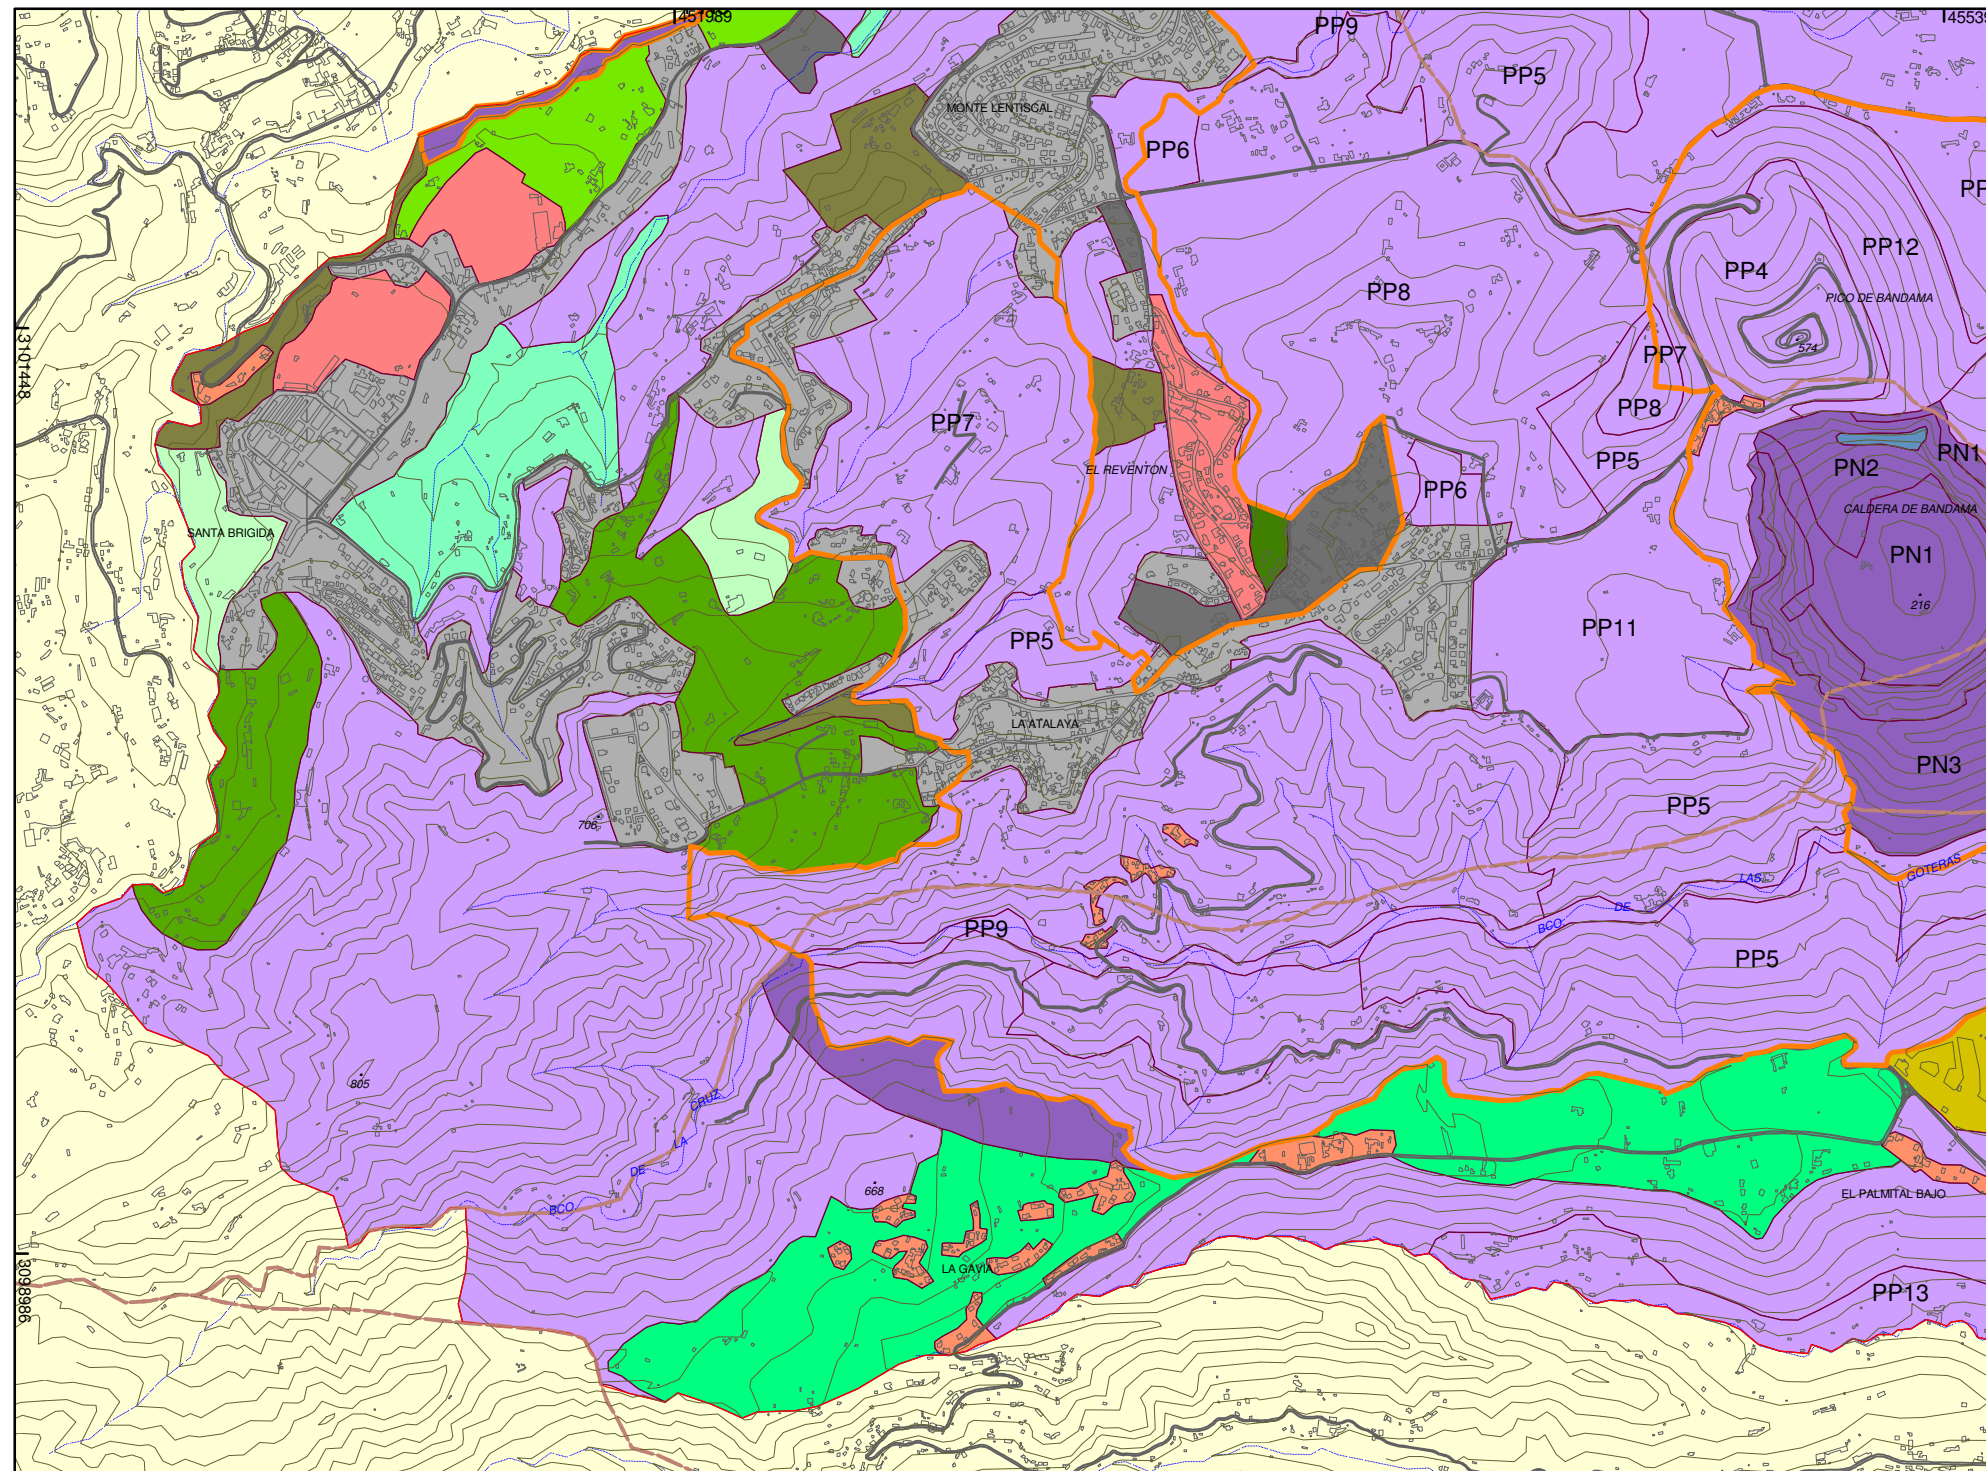 451989
4553
PP9
PP5
MONTE LENTISCAL
PP6
PP
PP12
PP4
PP8
PICO DE BANDAMA
3101448
574
PP7
PP8
PP7
EL REVENTON
PP5
PN2
PN1
PP6
CALDERA DE BANDAMA
SANTA BRIGIDA
PN1
216
PP11
PP5
LA ATALAYA
PN3
PP5
706
GOTERAS
LAS
DE
BCO.
PP9
PP5
805
CRUZ
LA
DE
BCO.
668
EL PALMITAL BAJO
LA GAVIA
3098986
PP13